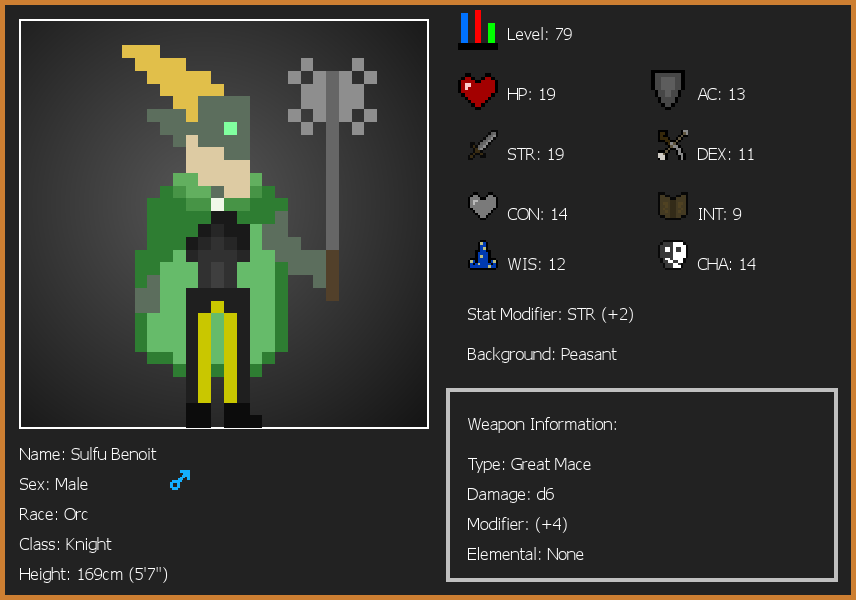 Level: 79
HP: 19
AC: 13
STR: 19
DEX: 11
CON: 14
INT: 9
WIS: 12
CHA: 14
Stat Modifier: STR (+2)
Background: Peasant
Weapon Information:
Type: Great Mace
Damage: d6
Modifier: (+4)
Elemental: None
Name: Sulfu Benoit
Sex: Male
Race: Orc
Class: Knight
Height: 169cm (5'7")